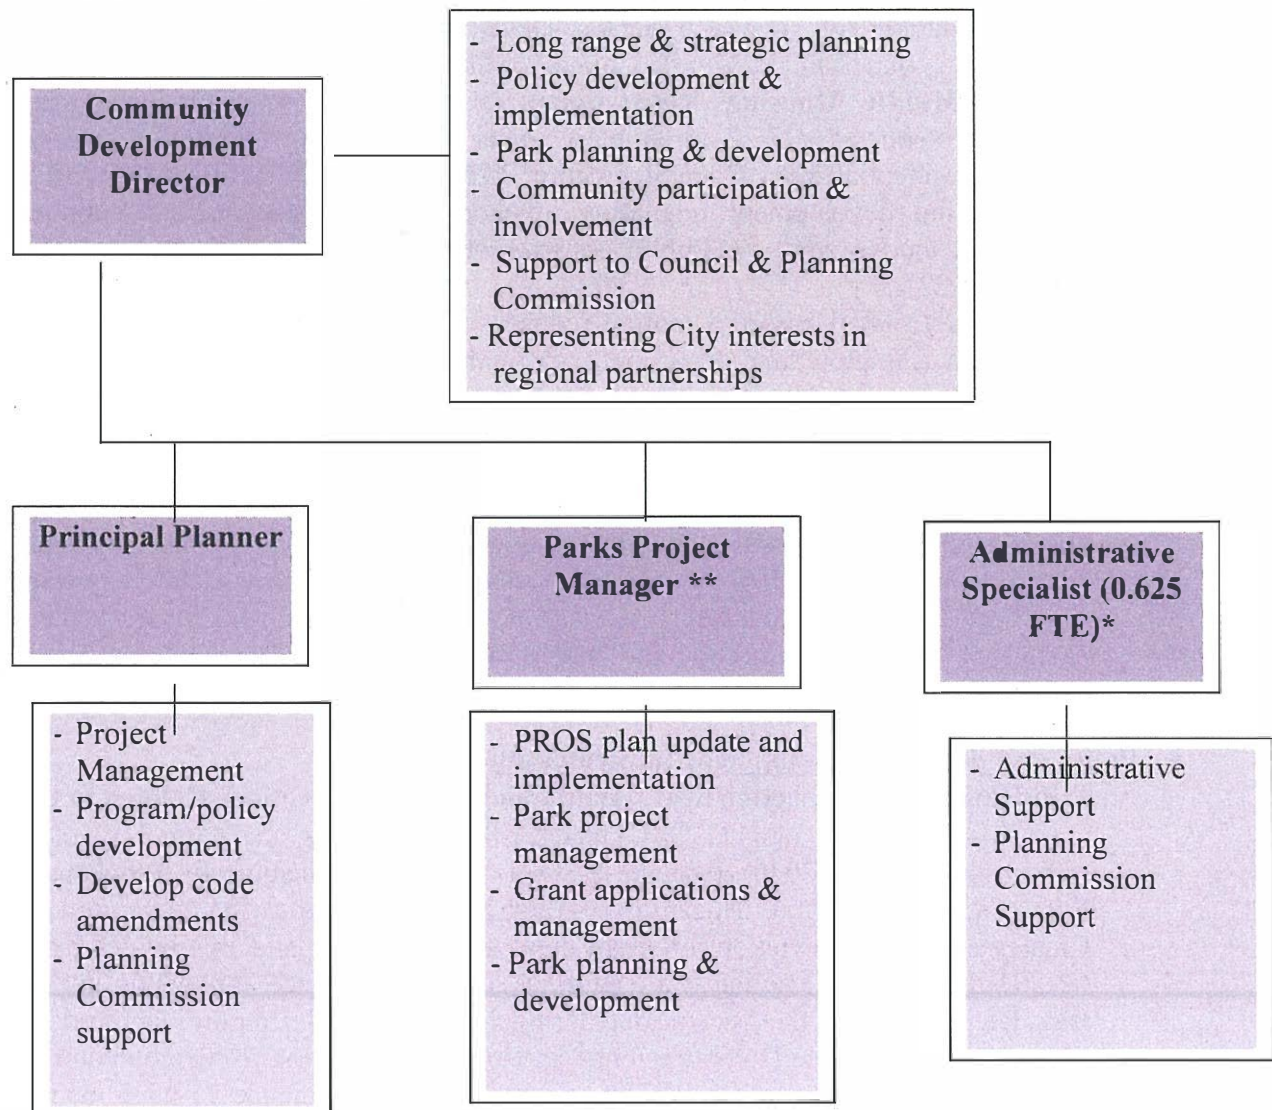 - Long range & strategic planning
- Policy development &
implementation
- Park planning & development
- Community participation &
involvement
- Support to Council & Planning
Commission
- Representing City interests in
regional partnerships
Community
Development
Director
Principal Planner
Parks Project
Manager **
Administrative
Specialist (0.625
FTE)*
- Project
Management
- Program/policy
development
- Develop code
amendments
- Planning
Commission
support
- PROS plan update and
implementation
- Park project
management
- Grant applications &
management
- Park planning &
development
- Administrative
Support
- Planning
Commission
Support